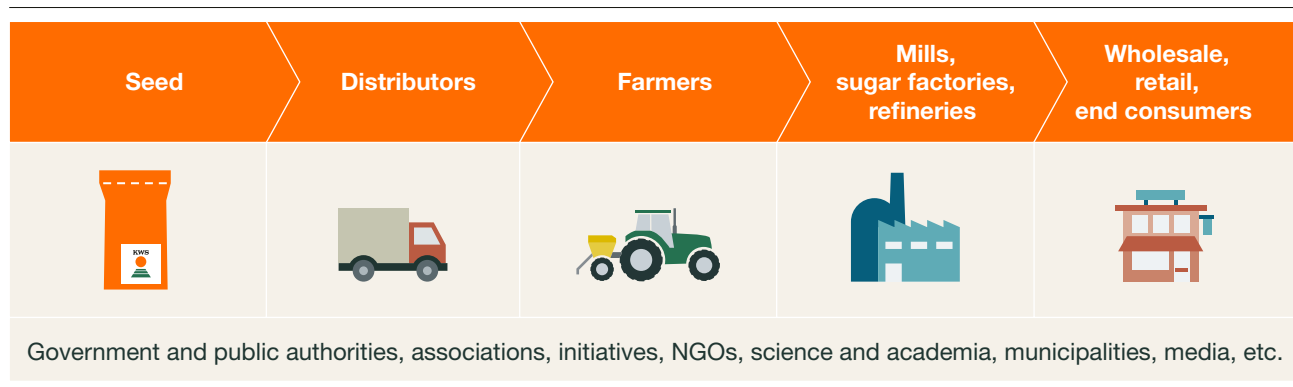 Seed
Distributors
Farmers
Mills,
sugar factories,
refineries
Wholesale,
retail,
end consumers
KWS
Government and public authorities, associations, initiatives, NGOs, science and academia, municipalities, media, etc.